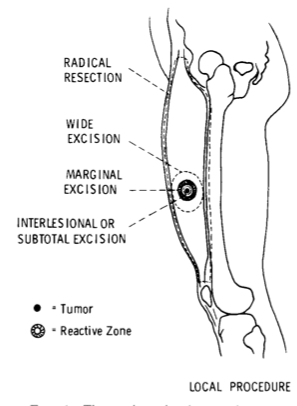 RADICAL
RESECTION
WIDE
EXCISION
MARGINAL
EXCISION
INTERLESIONAL OR
SUBTOTAL EXCISION
= Tumor
= Reactive Zone
LOCAL PROCEDURE